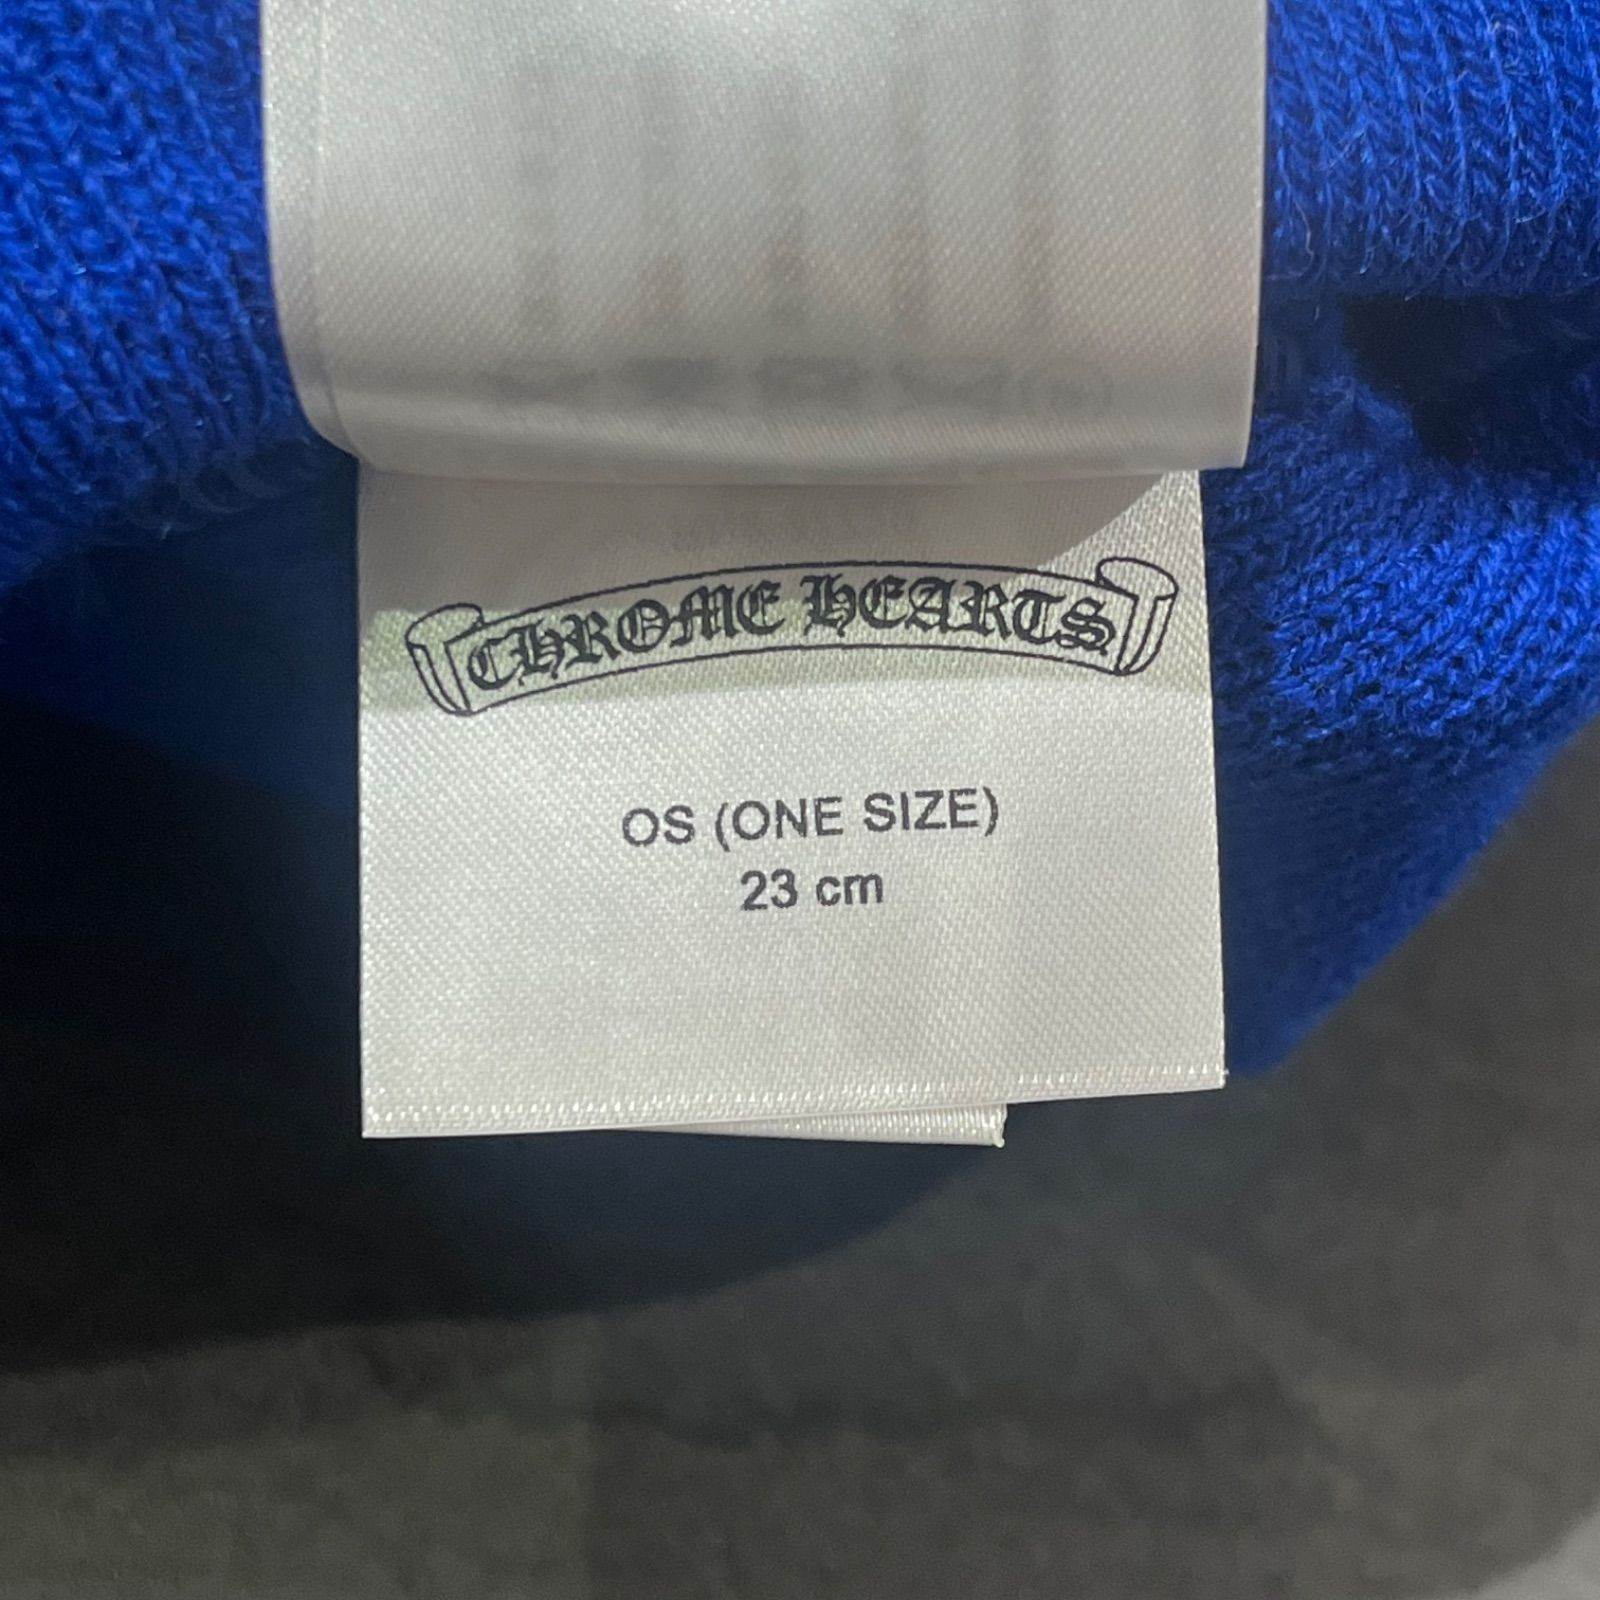 CHROME HEARTS
OS (ONE SIZE)
23 cm